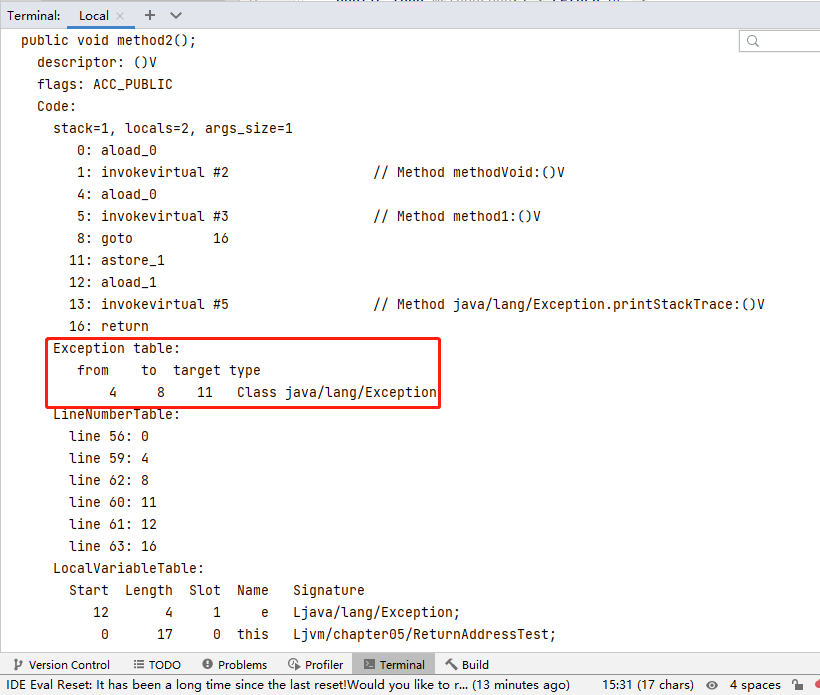 Terminal: Local × + 
public void method2();
descriptor: ()V
flags: ACC_PUBLIC
Code:
stack=1, locals=2, args_size=1
0: aload_0
1: invokevirtual #2 // Method methodVoid:()V
4: aload_0
5: invokevirtual #3 // Method method1:()V
8: goto 16
11: astore_1
12: aload_1
13: invokevirtual #5 // Method java/lang/Exception.printStackTrace:()V
16: return
Exception table:
from to target type
4 8 11 Class java/lang/Exception
LineNumberTable:
line 56: 0
line 59: 4
line 62: 8
line 60: 11
line 61: 12
line 63: 16
LocalVariableTable:
Start Length Slot Name Signature
12 4 1 e Ljava/lang/Exception;
0 17 0 this Ljvm/chapter05/ReturnAddressTest;
Version Control TODO Problems Profiler Terminal Build
IDE Eval Reset: It has been a long time since the last reset!Would you like to r... (13 minutes ago) 15:31 (17 chars) 4 spaces